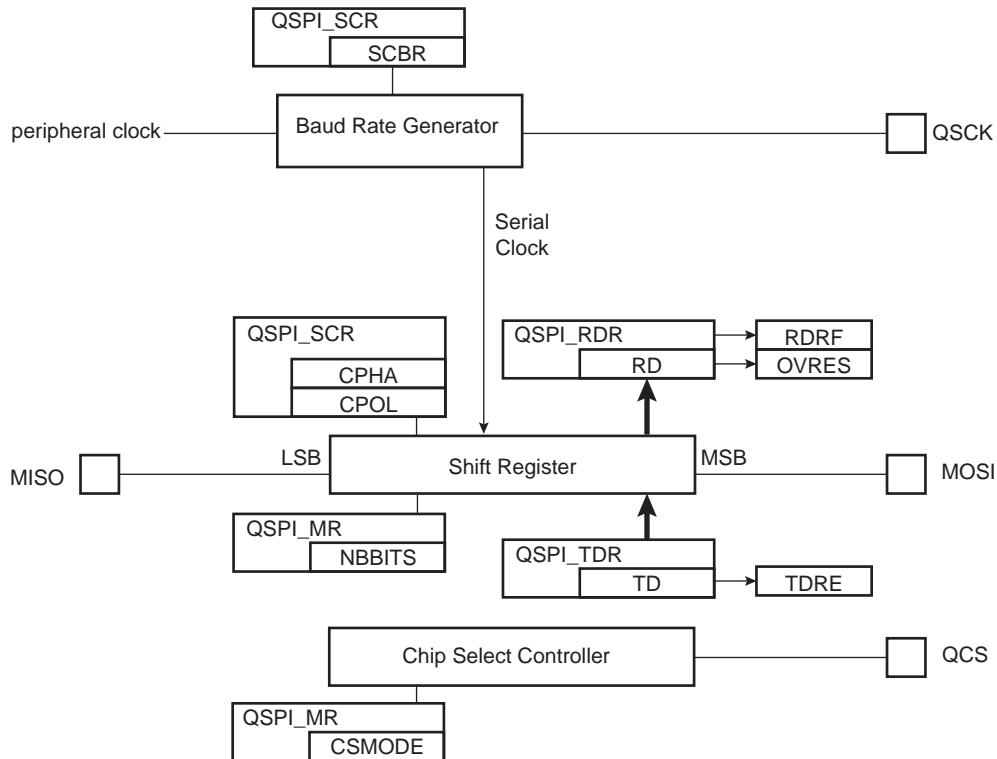 QSPI_SCR
SCBR
peripheral clock
Baud Rate Generator
QSCK
Serial
Clock
QSPI_SCR
CPHA
CPOL
QSPI_RDR
RD
RDRF
OVRES
MISO
LSB
Shift Register
MSB
MOSI
QSPI_MR
NBBITS
QSPI_TDR
TD
TDRE
Chip Select Controller
QCS
QSPI_MR
CSMODE